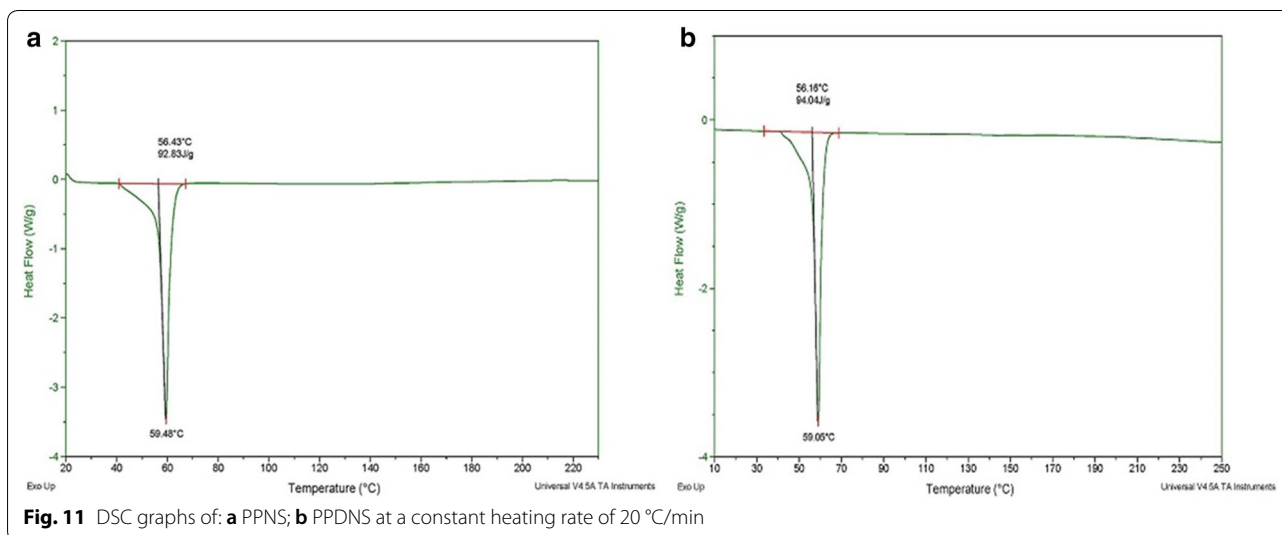 a
2
1
0
-1
-2
-3
-4
Heat Flow (W/g)
56.43°C
92.83J/g
59.48°C
20 40 60 80 100 120 140 160 180 200 220
Exo Up
Temperature (°C)
Universal V4.5A TA Instruments
b
0
-2
-4
Heat Flow (W/g)
56.16°C
94.04J/g
59.05°C
10 30 50 70 90 110 130 150 170 190 210 230 250
Exo Up
Temperature (°C)
Universal V4.5A TA Instruments
Fig. 11 DSC graphs of: a PPNS; b PPDNS at a constant heating rate of 20 °C/min